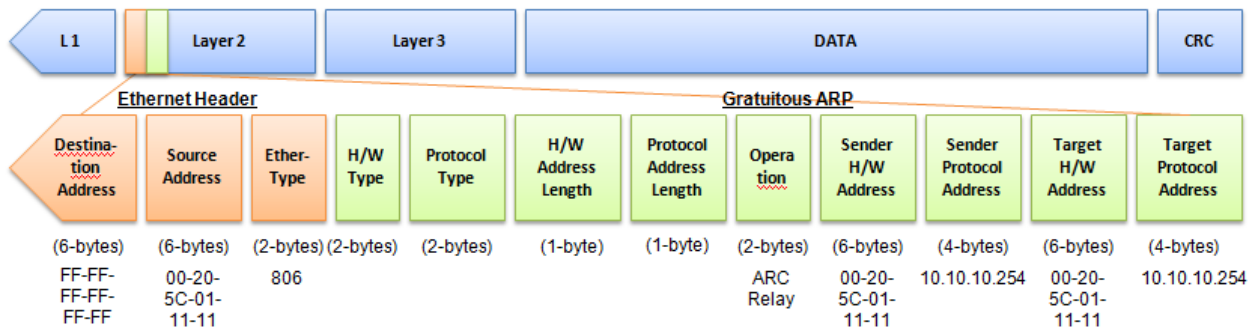 L 1
Layer 2
Layer 3
DATA
CRC
Ethernet Header
Gratuitous ARP
Destina-
tion
Address
Source
Address
Ether-
Type
H/W
Type
Protocol
Type
H/W
Address
Length
Protocol
Address
Length
Opera
tion
Sender
H/W
Address
Sender
Protocol
Address
Target
H/W
Address
Target
Protocol
Address
(6-bytes)
(6-bytes)
(2-bytes)
(2-bytes)
(2-bytes)
(1-byte)
(1-byte)
(2-bytes)
(6-bytes)
(4-bytes)
(6-bytes)
(4-bytes)
FF-FF-
FF-FF-
FF-FF
00-20-
5C-01-
11-11
806
ARC
Relay
00-20-
5C-01-
11-11
10.10.10.254
00-20-
5C-01-
11-11
10.10.10.254